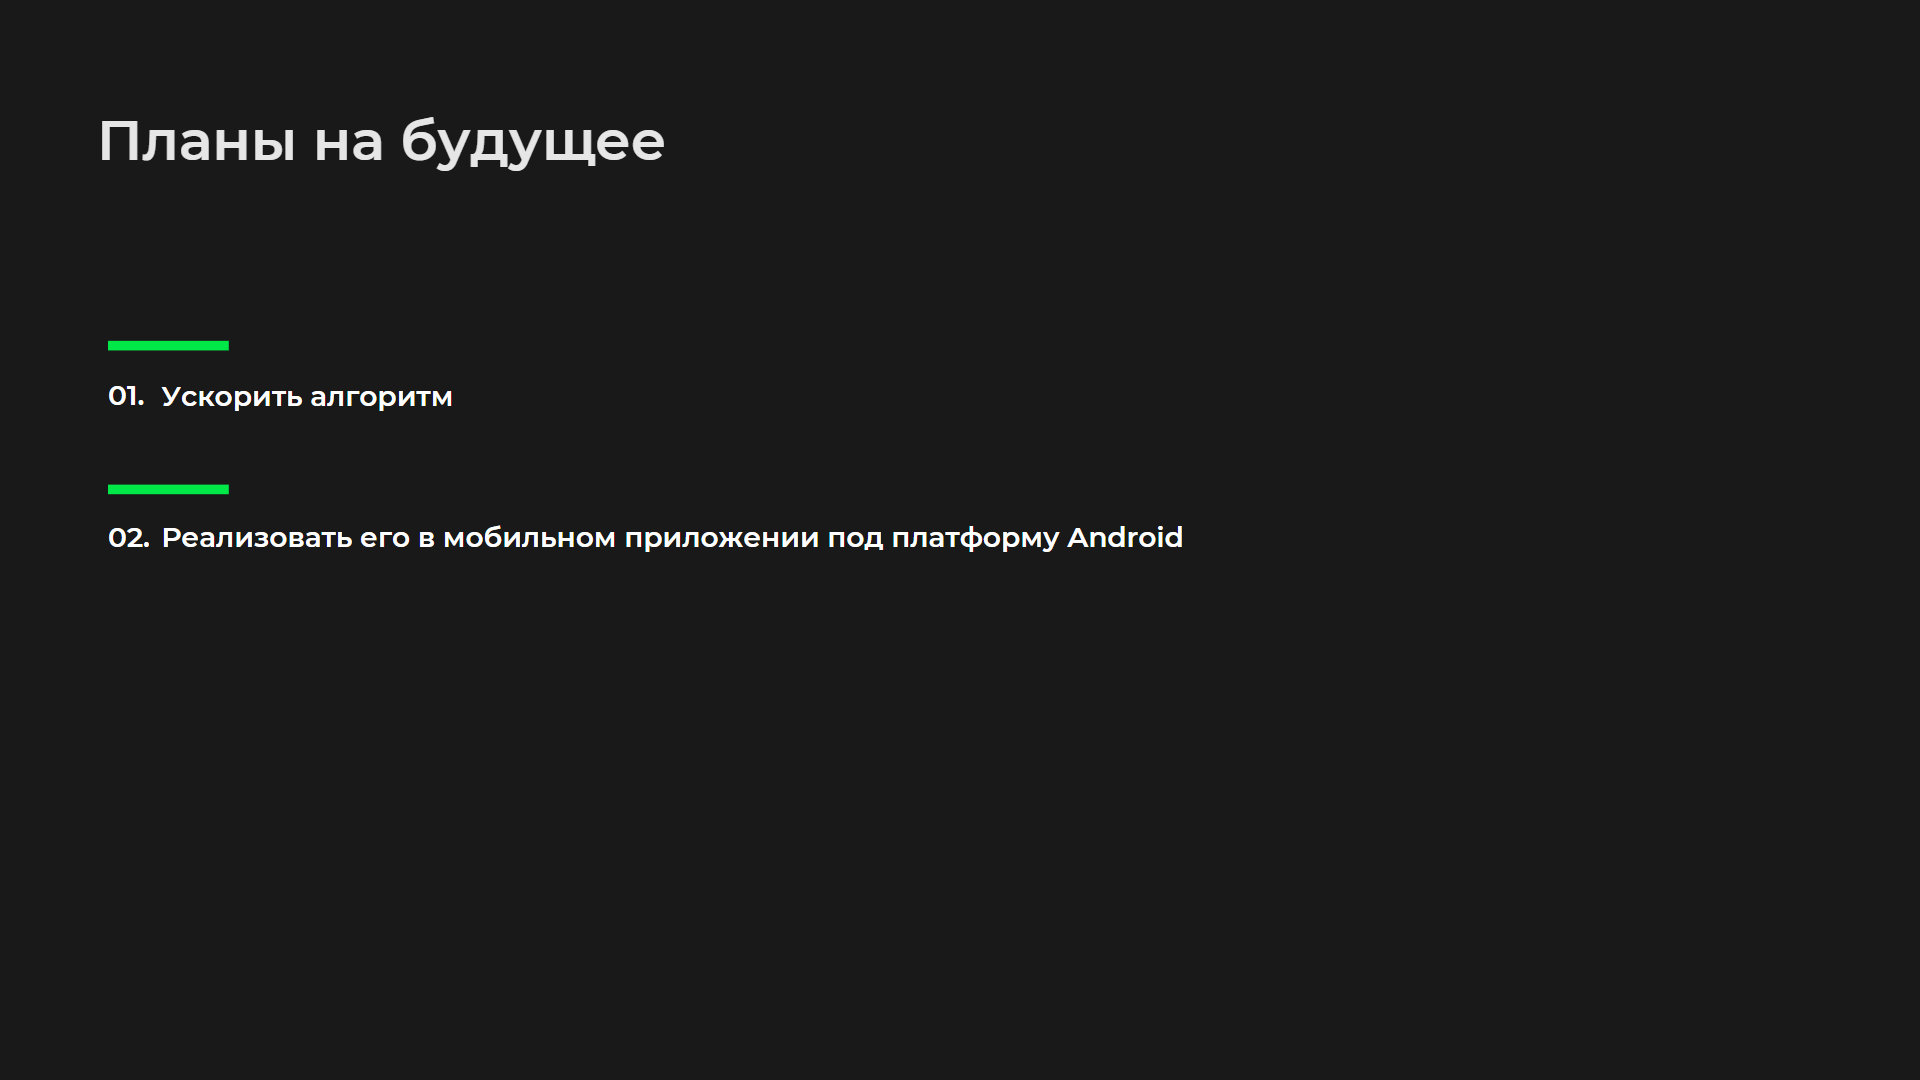 Планы на будущее
01. Ускорить алгоритм
02. Реализовать его в мобильном приложении под платформу Android